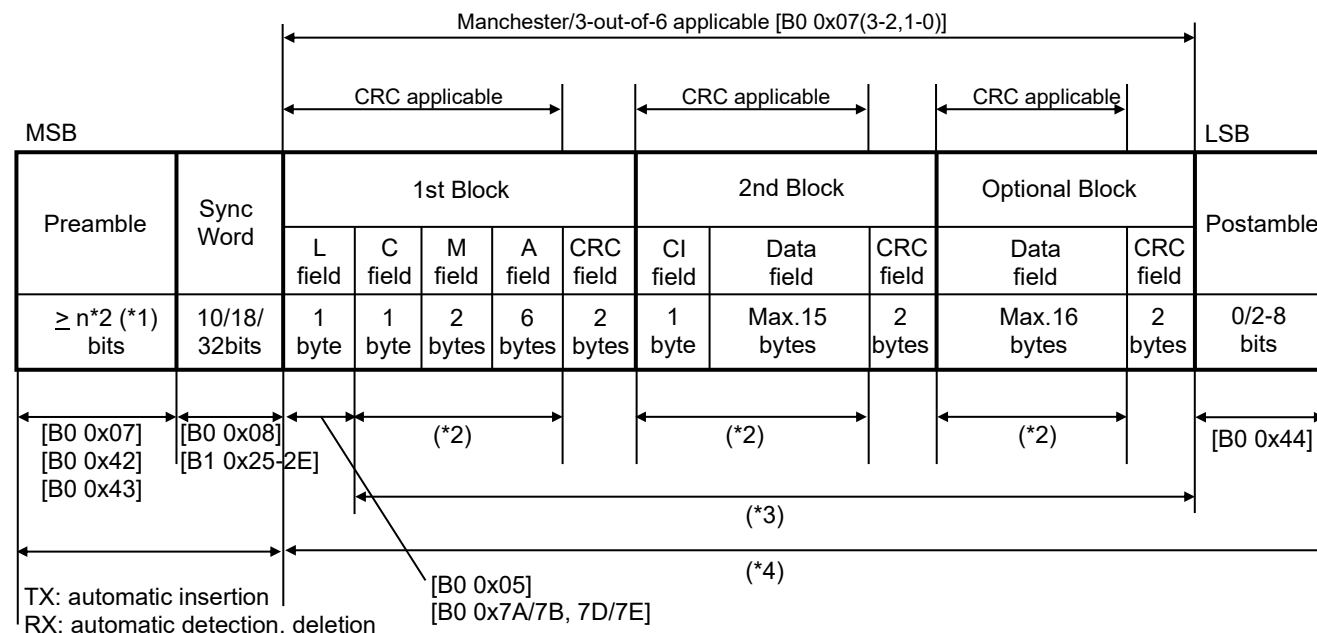 Manchester/3-out-of-6 applicable [B0 0x07(3-2,1-0)]
CRC applicable CRC applicable CRC applicable
MSB LSB
Preamble
Sync
Word
1st Block
2nd Block
Optional Block
Postamble
L
field
C
field
M
field
A
field
CRC
field
CI
field
Data
field
CRC
field
Data
field
CRC
field
≥ n*2 (*1)
bits
10/18/
32bits
1
byte
1
byte
2
bytes
6
bytes
2
bytes
1
byte
Max.15
bytes
2
bytes
Max.16
bytes
2
bytes
0/2-8
bits
[B0 0x07]
[B0 0x42]
[B0 0x43]
[B0 0x08]
[B1 0x25-2E]
(*2)
(*2)
(*2)
[B0 0x44]
(*3)
(*4)
[B0 0x05]
[B0 0x7A/7B, 7D/7E]
TX: automatic insertion
RX: automatic detection, deletion